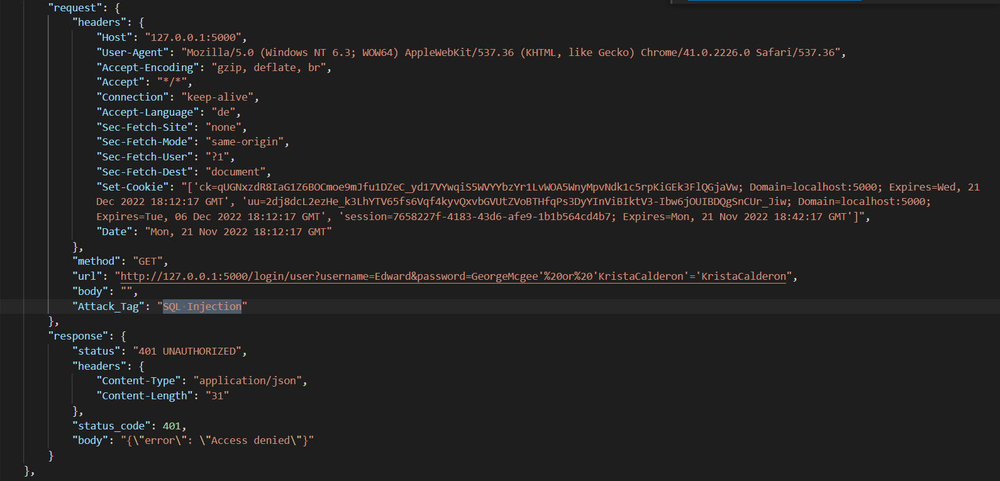 "request": {
"headers": {
"Host": "127.0.0.1:5000",
"User-Agent": "Mozilla/5.0 (Windows NT 6.3; WOW64) AppleWebKit/537.36 (KHTML, like Gecko) Chrome/41.0.2226.0 Safari/537.36",
"Accept-Encoding": "gzip, deflate, br",
"Accept": "*/*",
"Connection": "keep-alive",
"Accept-Language": "de",
"Sec-Fetch-Site": "none",
"Sec-Fetch-Mode": "same-origin",
"Sec-Fetch-User": "?1",
"Sec-Fetch-Dest": "document",
"Set-Cookie": "['ck=qUGNxzdR8IaG1Z6BOCmoe9mJfu1DZeC_yd17VYwqiS5WVYYbzYr1LvWOA5WnyMpvNdk1c5rpKiGEk3FlQGjaVw; Domain=localhost:5000; Expires=Wed, 21
Dec 2022 18:12:17 GMT', 'uu=2dj8dcL2ezHe_k3LhYTV65fs6Vqf4kyvQxvbGVUtZVoBTHfqPs3DyYInViBIktV3-Ibw6jOUIBDQgSnCUr_Jiw; Domain=localhost:5000;
Expires=Tue, 06 Dec 2022 18:12:17 GMT', 'session=7658227f-4183-43d6-afe9-1b1b564cd4b7; Expires=Mon, 21 Nov 2022 18:42:17 GMT']",
"Date": "Mon, 21 Nov 2022 18:12:17 GMT"
},
"method": "GET",
"url": "http://127.0.0.1:5000/login/user?username=Edward&password=GeorgeMcgee'%20or%20'KristaCalderon'='KristaCalderon",
"body": "",
"Attack_Tag": "SQL Injection"
},
"response": {
"status": "401 UNAUTHORIZED",
"headers": {
"Content-Type": "application/json",
"Content-Length": "31"
},
"status_code": 401,
"body": "{\"error\": \"Access denied\"}"
}
},